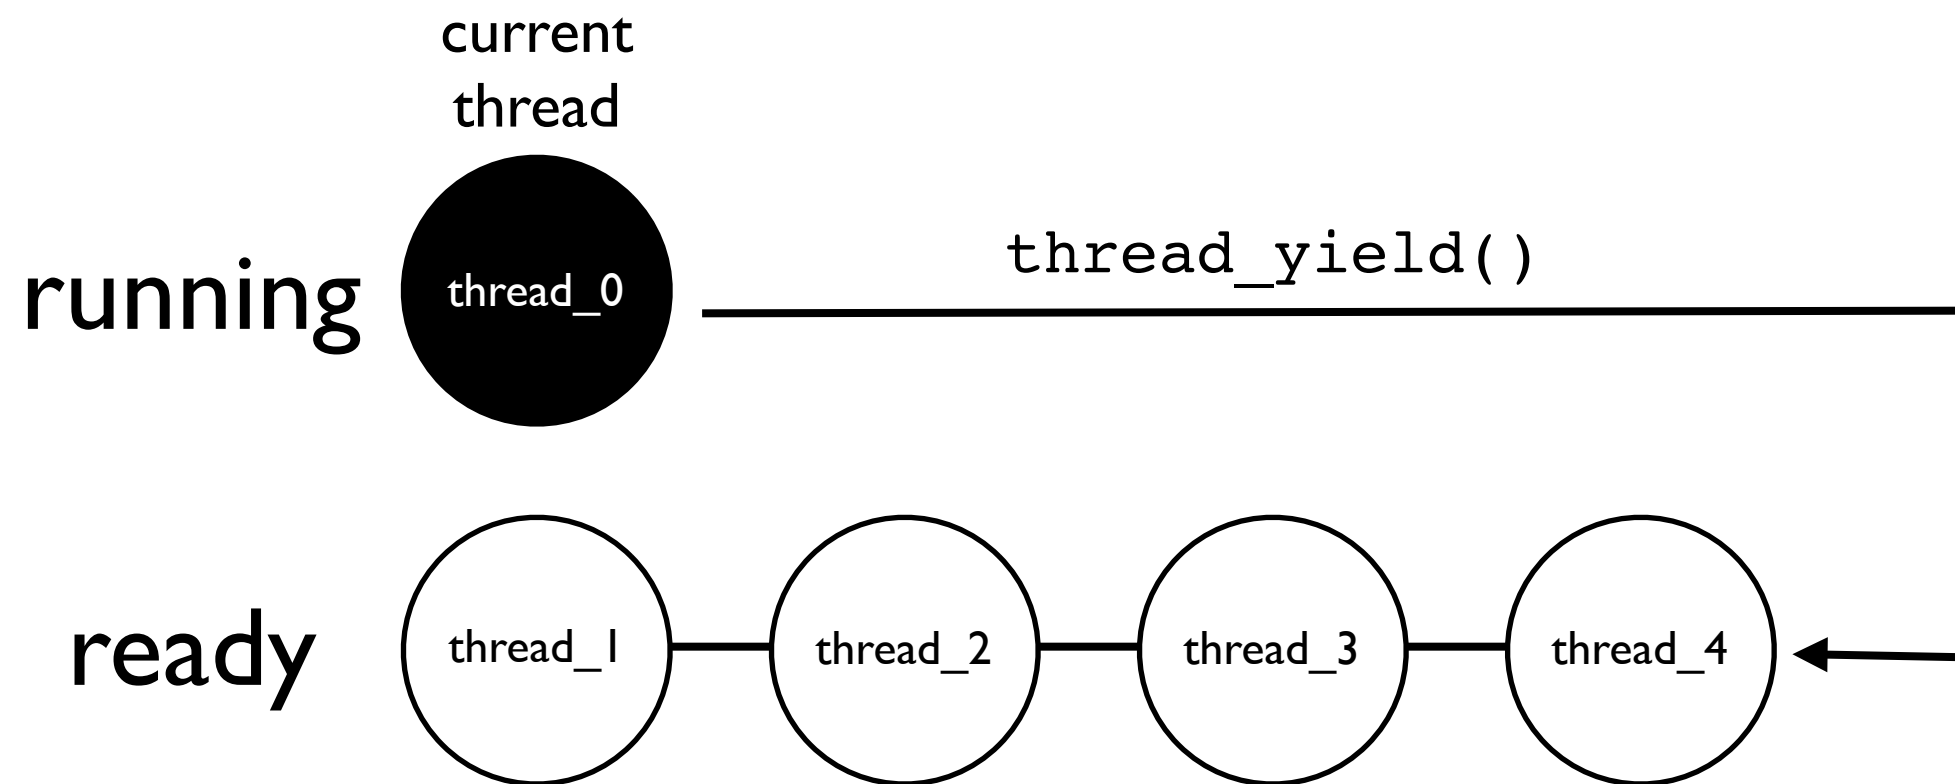 current
thread
running
thread_0
thread_yield()
ready
thread_1
thread_2
thread_3
thread_4